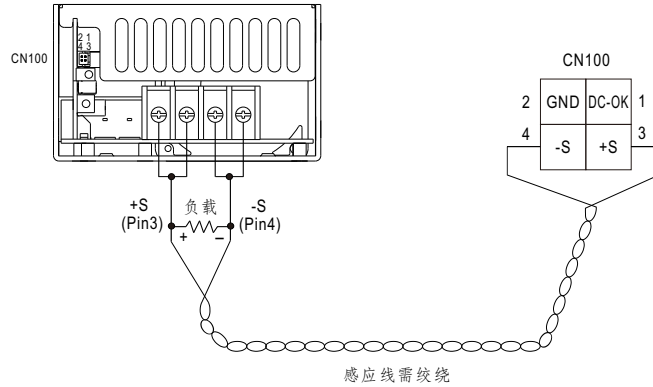 2 1
4 3
CN100
+S
(Pin3)
负载
+ −
-S
(Pin4)
CN100
2 GND DC-OK 1
4 -S +S 3
感应线需绞绕